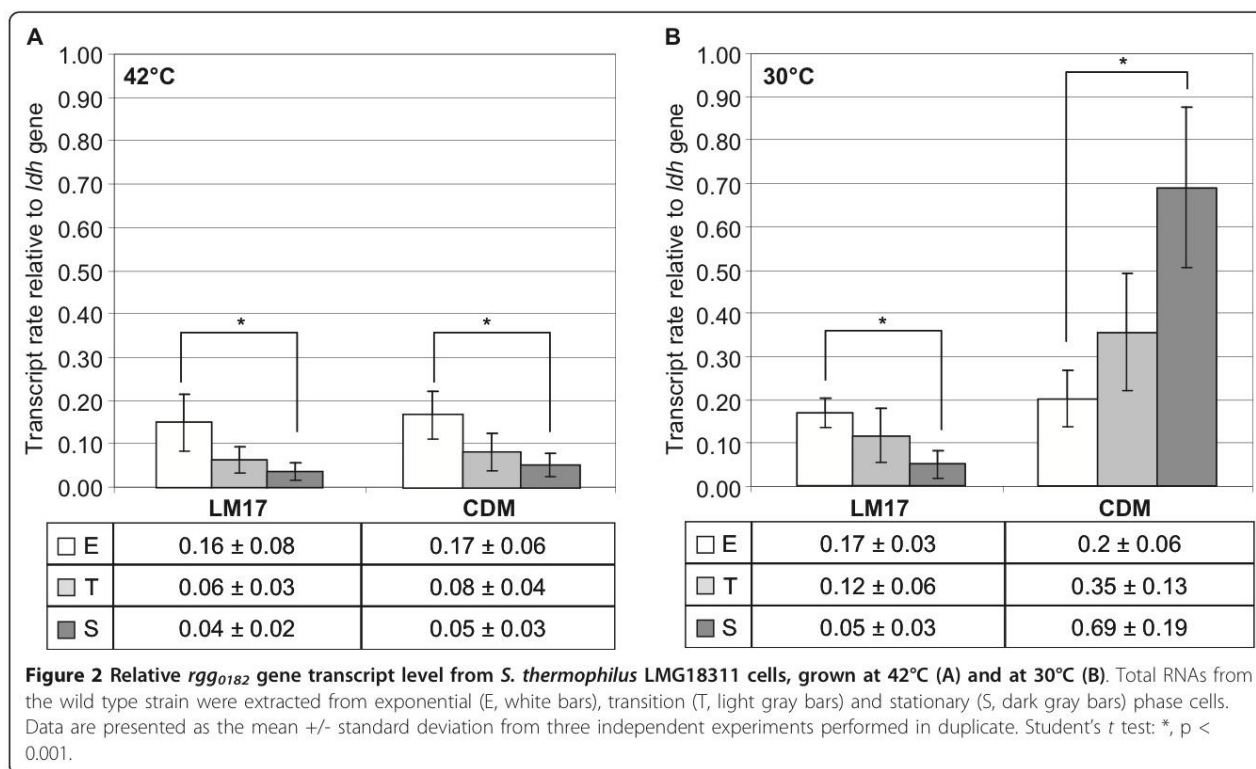 A
1.00
0.90
0.80
0.70
0.60
0.50
0.40
0.30
0.20
0.10
0.00
Transcript rate relative to ldh gene
42°C
*
*
LM17 CDM
E 0.16 ± 0.08 0.17 ± 0.06
T 0.06 ± 0.03 0.08 ± 0.04
S 0.04 ± 0.02 0.05 ± 0.03
B
1.00
0.90
0.80
0.70
0.60
0.50
0.40
0.30
0.20
0.10
0.00
Transcript rate relative to ldh gene
30°C
*
*
LM17 CDM
E 0.17 ± 0.03 0.2 ± 0.06
T 0.12 ± 0.06 0.35 ± 0.13
S 0.05 ± 0.03 0.69 ± 0.19
Figure 2 Relative rgg0182 gene transcript level from S. thermophilus LMG18311 cells, grown at 42°C (A) and at 30°C (B). Total RNAs from
the wild type strain were extracted from exponential (E, white bars), transition (T, light gray bars) and stationary (S, dark gray bars) phase cells.
Data are presented as the mean +/- standard deviation from three independent experiments performed in duplicate. Student's t test: *, p <
0.001.